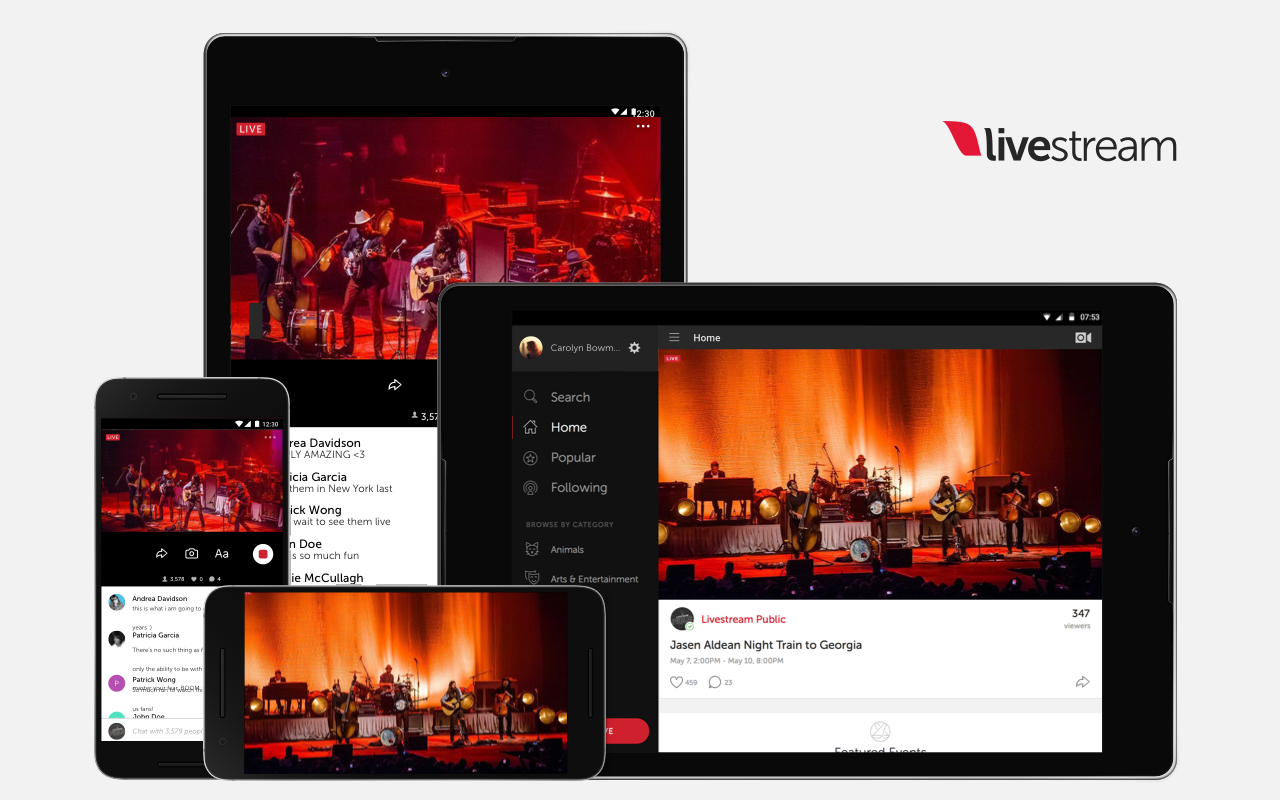 livestream
12:30
LIVE
3,57
rea Davidson
LY AMAZING <3
icia Garcia
them in New York last
ick Wong
wait to see them live
n Doe
s so much fun
ie McCullagh
12:30
LIVE
Aa
3,578 0 4
Andrea Davidson
this is what i am going to
years :)
Patricia Garcia
There's no such thing as f
only the ability to be with
Patrick Wong
us fans!
John Doe
Chat with 3,579 peopl
07:53
Carolyn Bowm...
Home
LIVE
Search
Home
Popular
Following
BROWSE BY CATEGORY
Animals
Arts & Entertainment
Livestream Public
347
viewers
Jasen Aldean Night Train to Georgia
May 7, 2:00PM - May 10, 8:00PM
459 23
VE
Featured Events